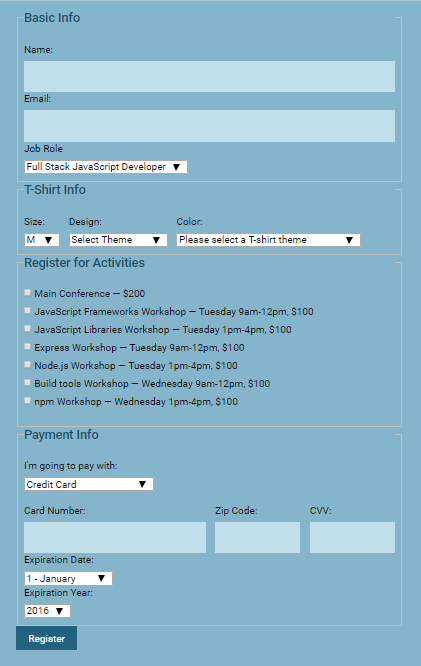 Basic Info
Name:
Email:
Job Role
Full Stack JavaScript Developer
T-Shirt Info
Size: Design: Color:
M Select Theme Please select a T-shirt theme
Register for Activities
Main Conference — $200
JavaScript Frameworks Workshop — Tuesday 9am-12pm, $100
JavaScript Libraries Workshop — Tuesday 1pm-4pm, $100
Express Workshop — Tuesday 9am-12pm, $100
Node.js Workshop — Tuesday 1pm-4pm, $100
Build tools Workshop — Wednesday 9am-12pm, $100
npm Workshop — Wednesday 1pm-4pm, $100
Payment Info
I'm going to pay with:
Credit Card
Card Number: Zip Code: CVV:
Expiration Date:
1 - January
Expiration Year:
2016
Register